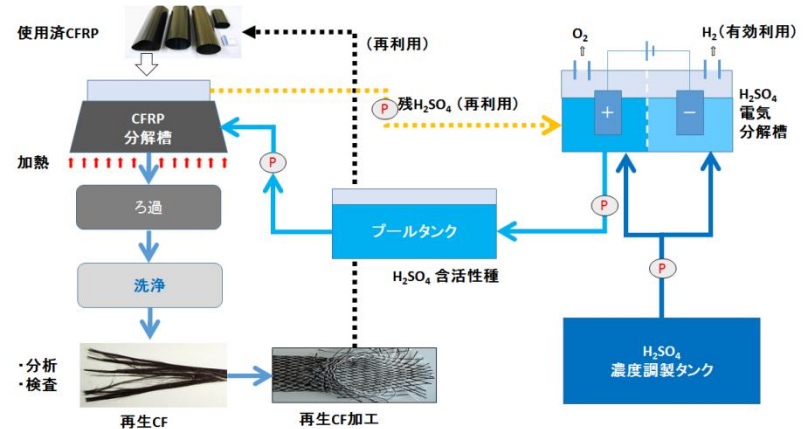 使用済CFRP
(再利用)
O₂
H₂(有効利用)
P
残H₂SO₄(再利用)
+
−
H₂SO₄
電気
分解槽
CFRP
分解槽
加熱
P
ろ過
プールタンク
P
H₂SO₄ 含活性種
洗浄
P
H₂SO₄
濃度調製タンク
・分析
・検査
再生CF
再生CF加工